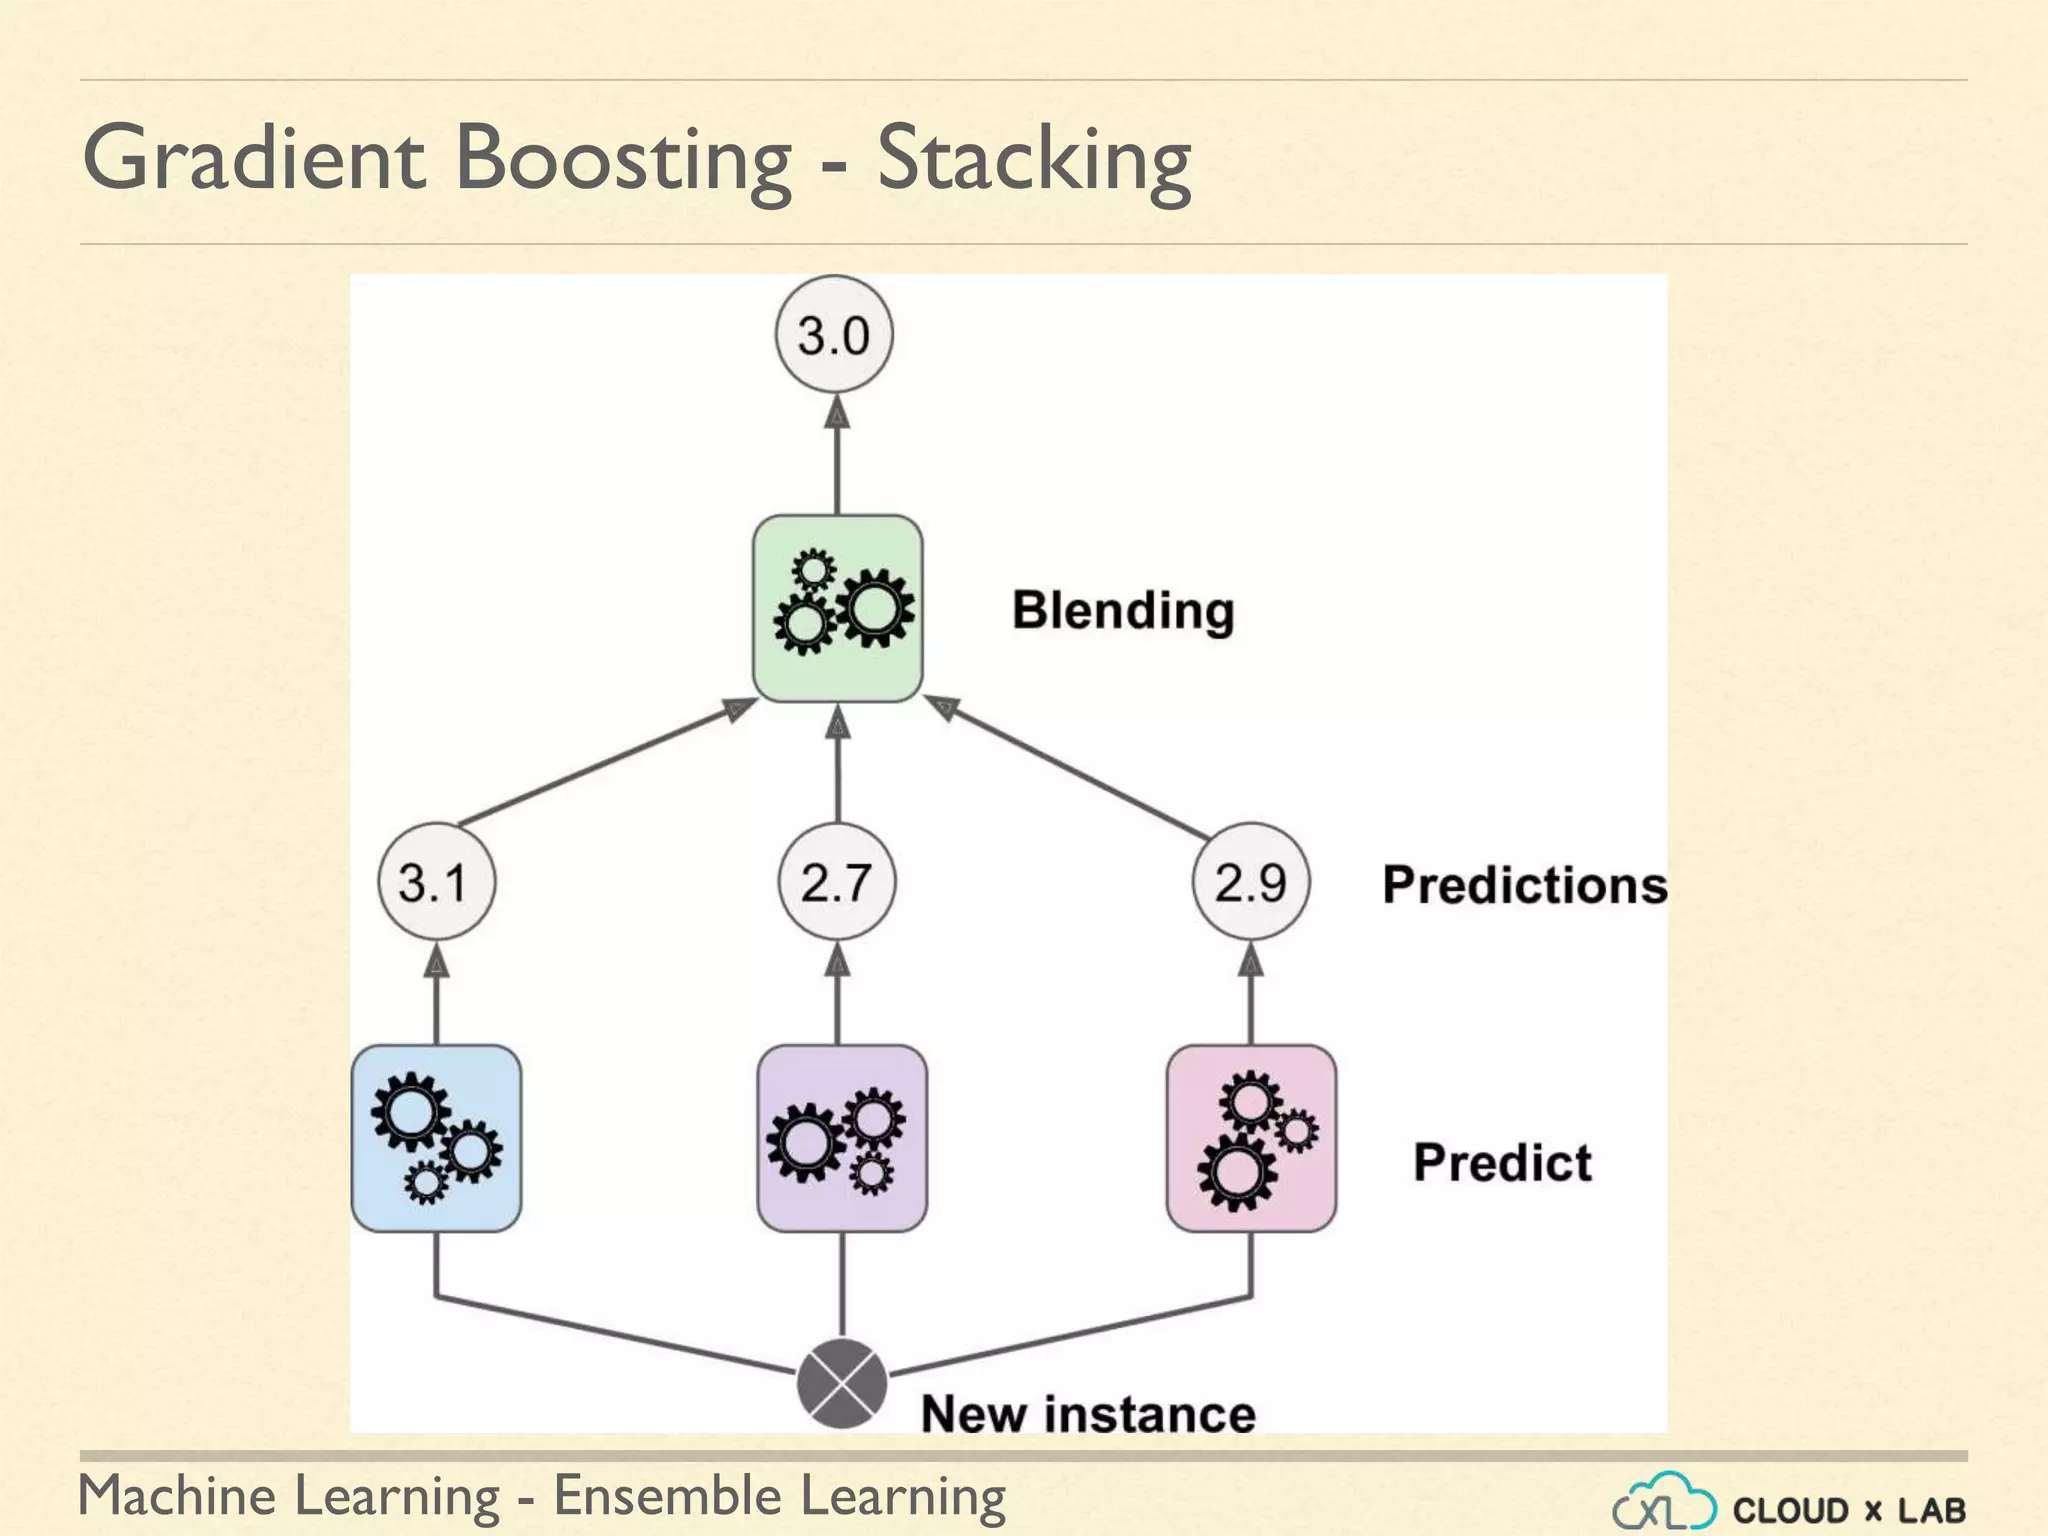 Gradient Boosting - Stacking
3.0
Blending
3.1 2.7 2.9 Predictions
Predict
New instance
Machine Learning - Ensemble Learning
XL CLOUD x LAB